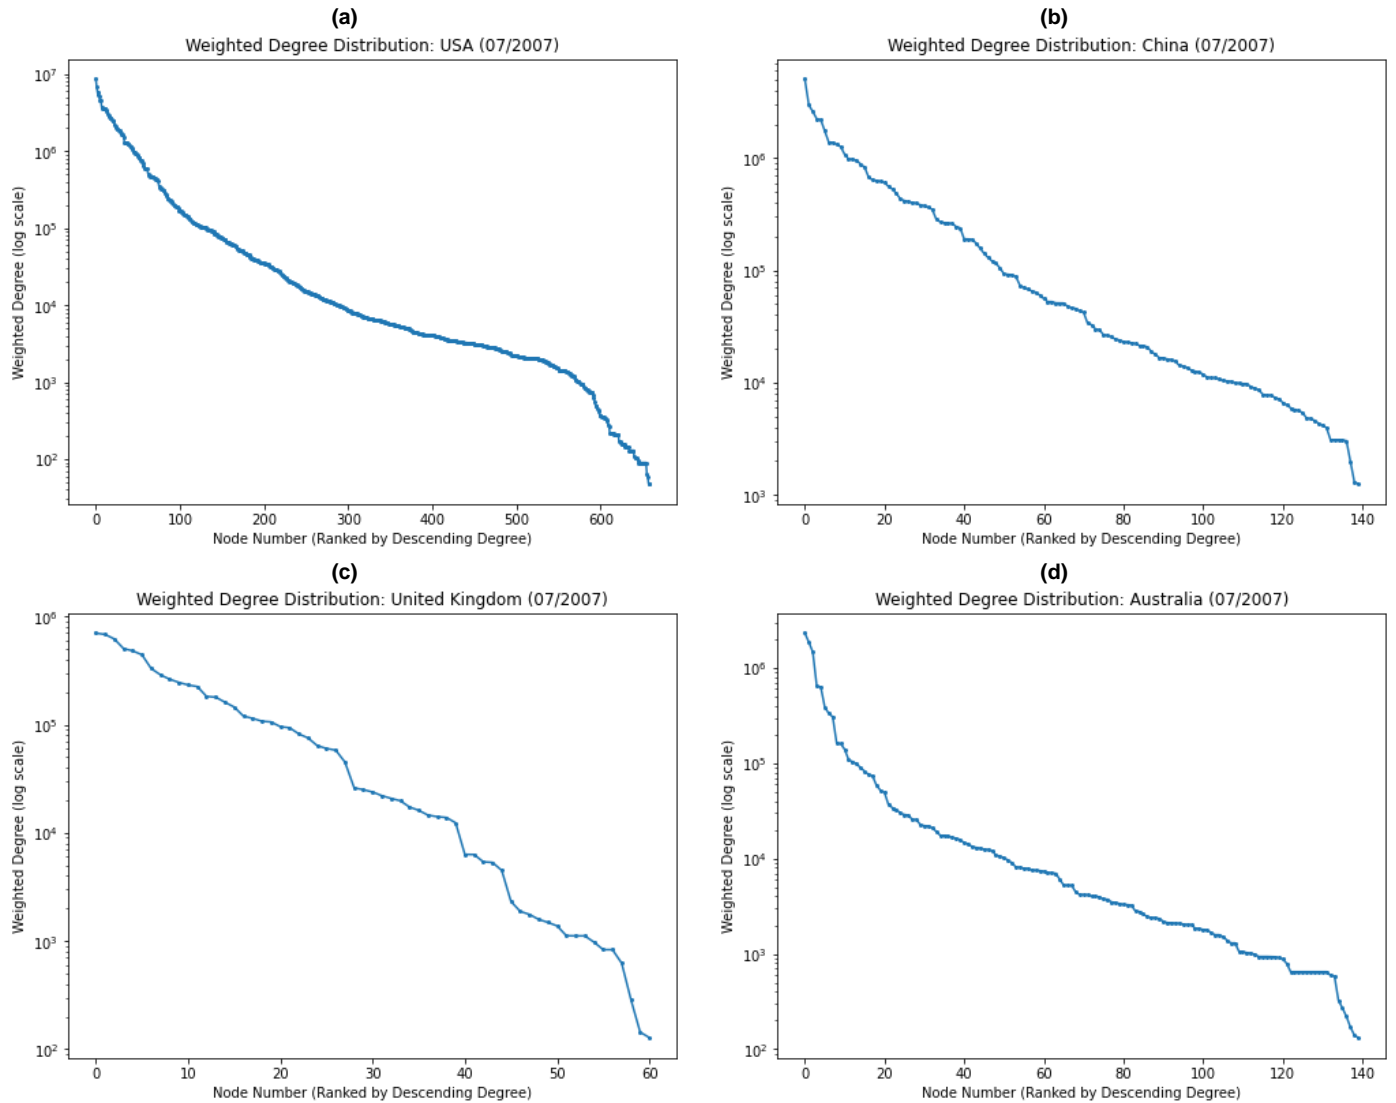 (a)
Weighted Degree Distribution: USA (07/2007)
Weighted Degree (log scale)
10^7
10^6
10^5
10^4
10^3
10^2
0 100 200 300 400 500 600
Node Number (Ranked by Descending Degree)
(b)
Weighted Degree Distribution: China (07/2007)
Weighted Degree (log scale)
10^6
10^5
10^4
10^3
0 20 40 60 80 100 120 140
Node Number (Ranked by Descending Degree)
(c)
Weighted Degree Distribution: United Kingdom (07/2007)
Weighted Degree (log scale)
10^6
10^5
10^4
10^3
10^2
0 10 20 30 40 50 60
Node Number (Ranked by Descending Degree)
(d)
Weighted Degree Distribution: Australia (07/2007)
Weighted Degree (log scale)
10^6
10^5
10^4
10^3
10^2
0 20 40 60 80 100 120 140
Node Number (Ranked by Descending Degree)